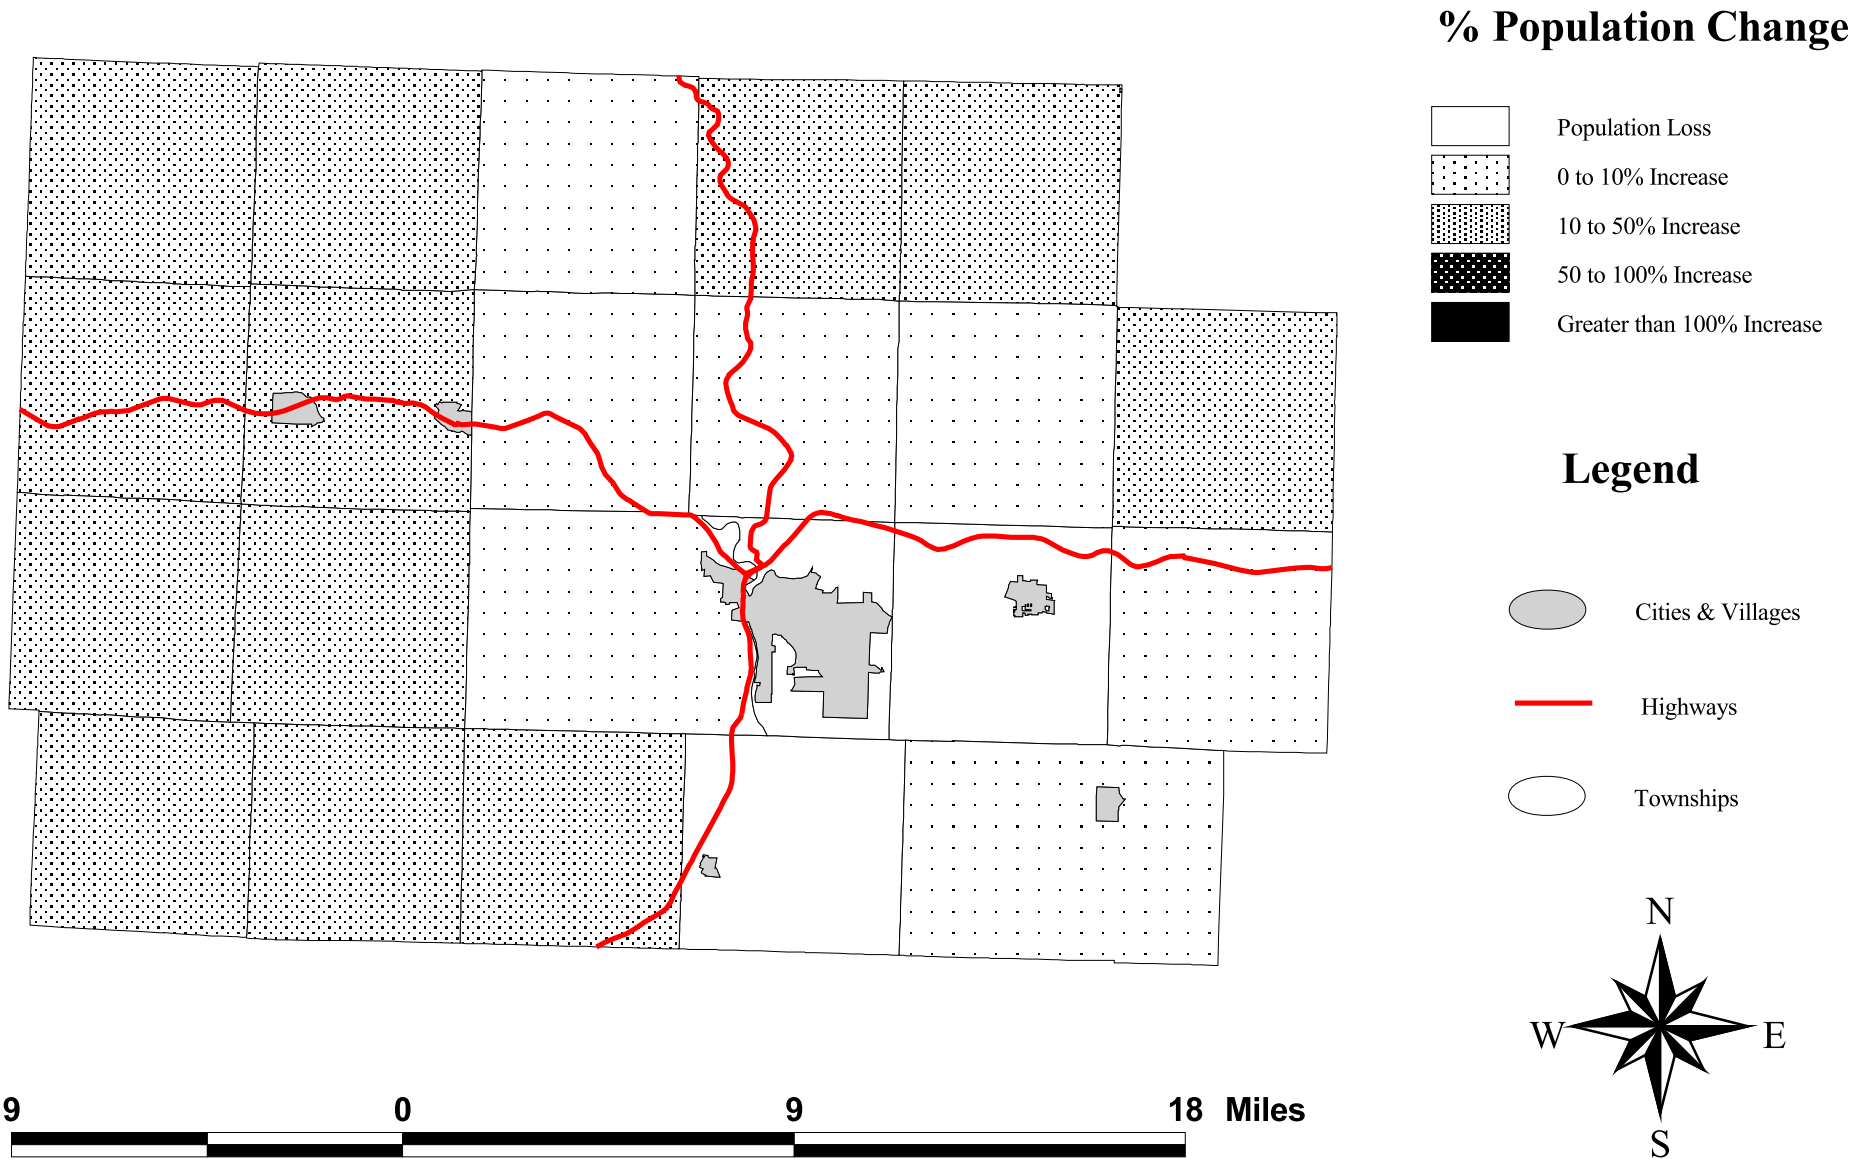 % Population Change
Population Loss
0 to 10% Increase
10 to 50% Increase
50 to 100% Increase
Greater than 100% Increase
Legend
Cities & Villages
Highways
Townships
N
W E
S
9 0 9 18 Miles